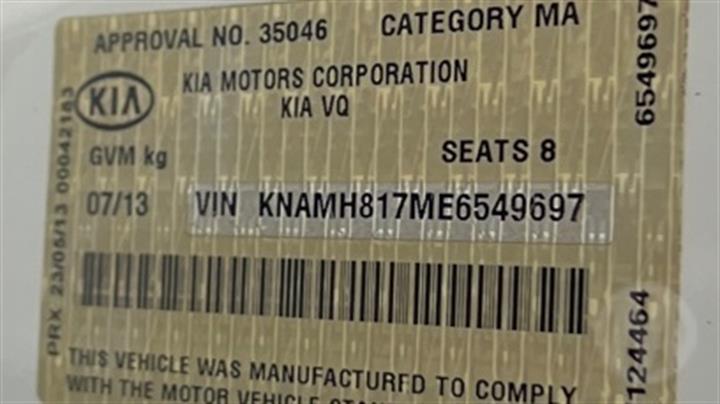 APPROVAL NO. 35046 CATEGORY MA
KIA
KIA MOTORS CORPORATION
KIA VQ
GVM kg SEATS 8
07/13 VIN KNAMH817ME6549697
THIS VEHICLE WAS MANUFACTURED TO COMPLY
WITH THE MOTOR VEHICLE
PRX 23/05/13 00042183
6549697
124464